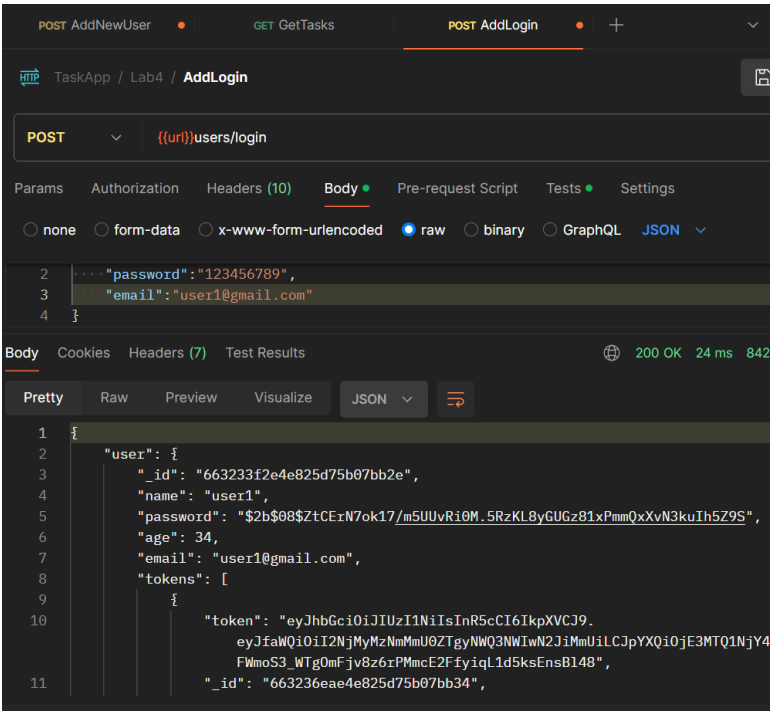 POST AddNewUser GET GetTasks POST AddLogin
HTTP TaskApp / Lab4 / AddLogin
POST {{url}}users/login
Params Authorization Headers (10) Body Pre-request Script Tests Settings
none form-data x-www-form-urlencoded raw binary GraphQL JSON
2 "password":"123456789",
3 "email":"user1@gmail.com"
4 }
Body Cookies Headers (7) Test Results 200 OK 24 ms 842
Pretty Raw Preview Visualize JSON
1 {
2 "user": {
3 "_id": "663233f2e4e825d75b07bb2e",
4 "name": "user1",
5 "password": "$2b$08$ZtCErN7ok17/m5UUvRi0M.5RzKL8yGUGz81xPmmQxXvN3kuIh5Z9S",
6 "age": 34,
7 "email": "user1@gmail.com",
8 "tokens": [
9 {
10 "token": "eyJhbGciOiJIUzI1NiIsInR5cCI6IkpXVCJ9.
eyJfaWQiOiI2NjMyMzNmMmU0ZTgyNWQ3NWIwN2JiMmUiLCJpYXQiOjE3MTQ1NjY4
FWmoS3_WTgOmFjv8z6rPMmcE2FfyiqL1d5ksEnsBl48",
11 "_id": "663236eae4e825d75b07bb34",